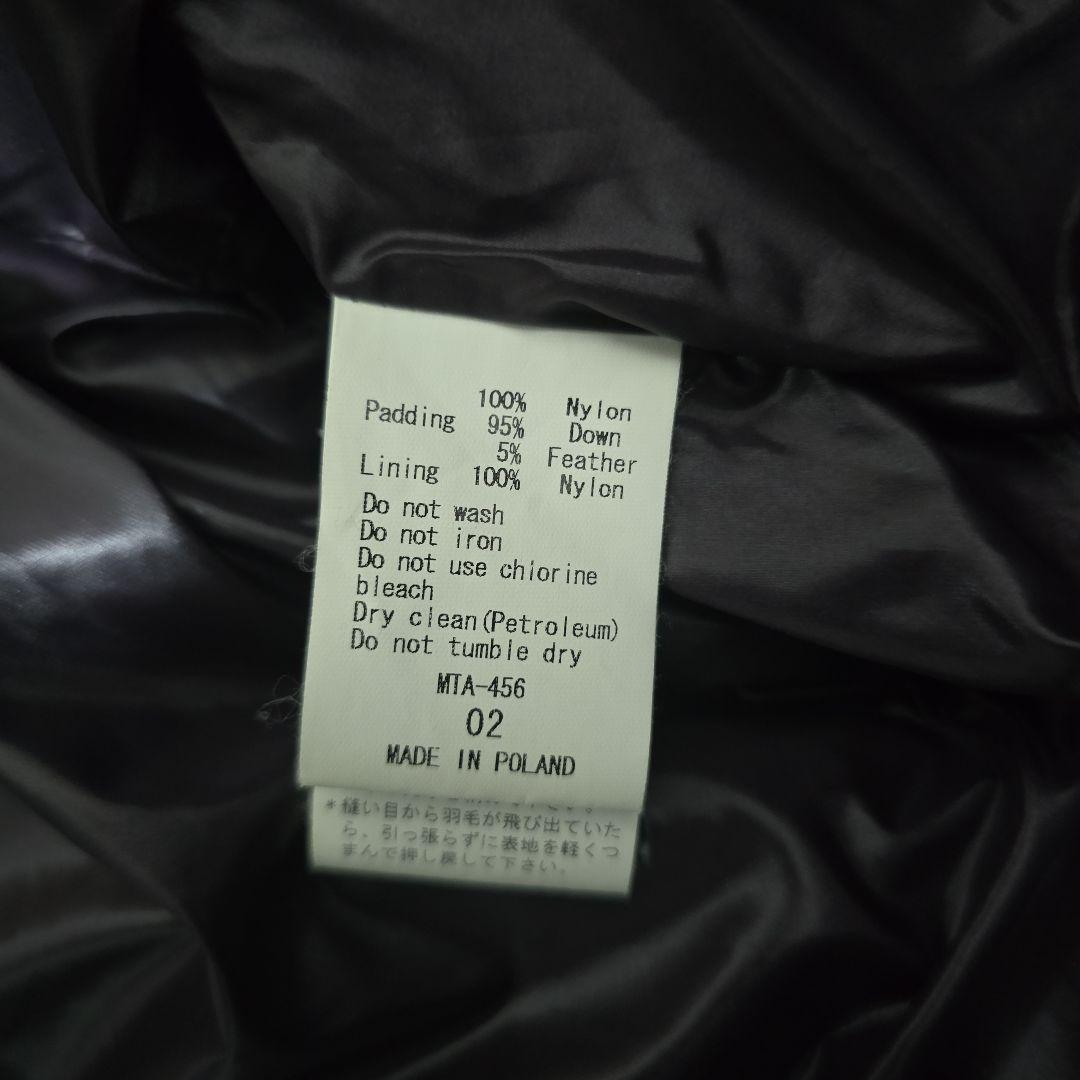 100% Nylon
Padding 95% Down
5% Feather
Lining 100% Nylon
Do not wash
Do not iron
Do not use chlorine
bleach
Dry clean(Petroleum)
Do not tumble dry
MTA-456
02
MADE IN POLAND
*縫い目から羽毛が飛び出ていた
ら、引っ張らずに表地を軽くつ
まんで押し戻して下さい。